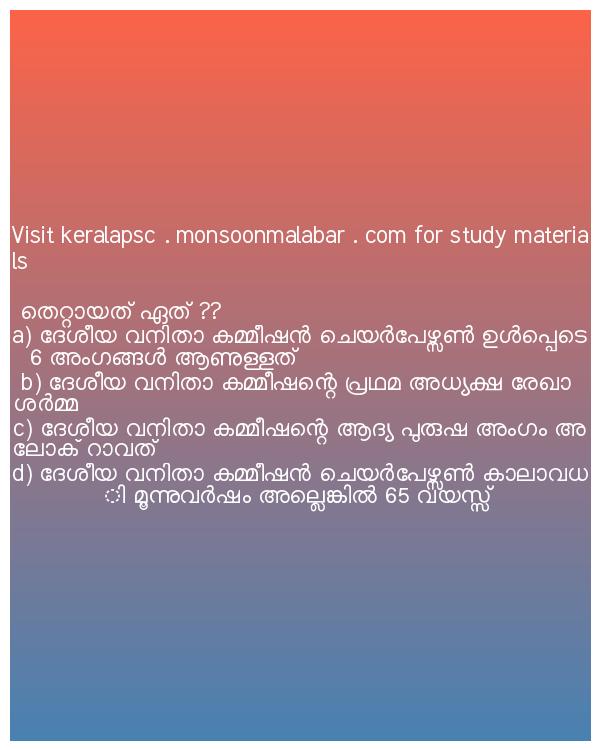 Visit keralapsc . monsoonmalabar . com for study materia
ls
തെറ്റായത് ഏത് ??
a) ദേശീയ വനിതാ കമ്മീഷൻ ചെയർപേഴ്സൺ ഉൾപ്പെടെ
6 അംഗങ്ങൾ ആണുള്ളത്
b) ദേശീയ വനിതാ കമ്മീഷന്റെ പ്രഥമ അധ്യക്ഷ രേഖാ
ശർമ്മ
c) ദേശീയ വനിതാ കമ്മീഷന്റെ ആദ്യ പുരുഷ അംഗം അ
ലോക് റാവത്
d) ദേശീയ വനിതാ കമ്മീഷൻ ചെയർപേഴ്സൺ കാലാവധ
ി മൂന്നുവർഷം അല്ലെങ്കിൽ 65 വയസ്സ്